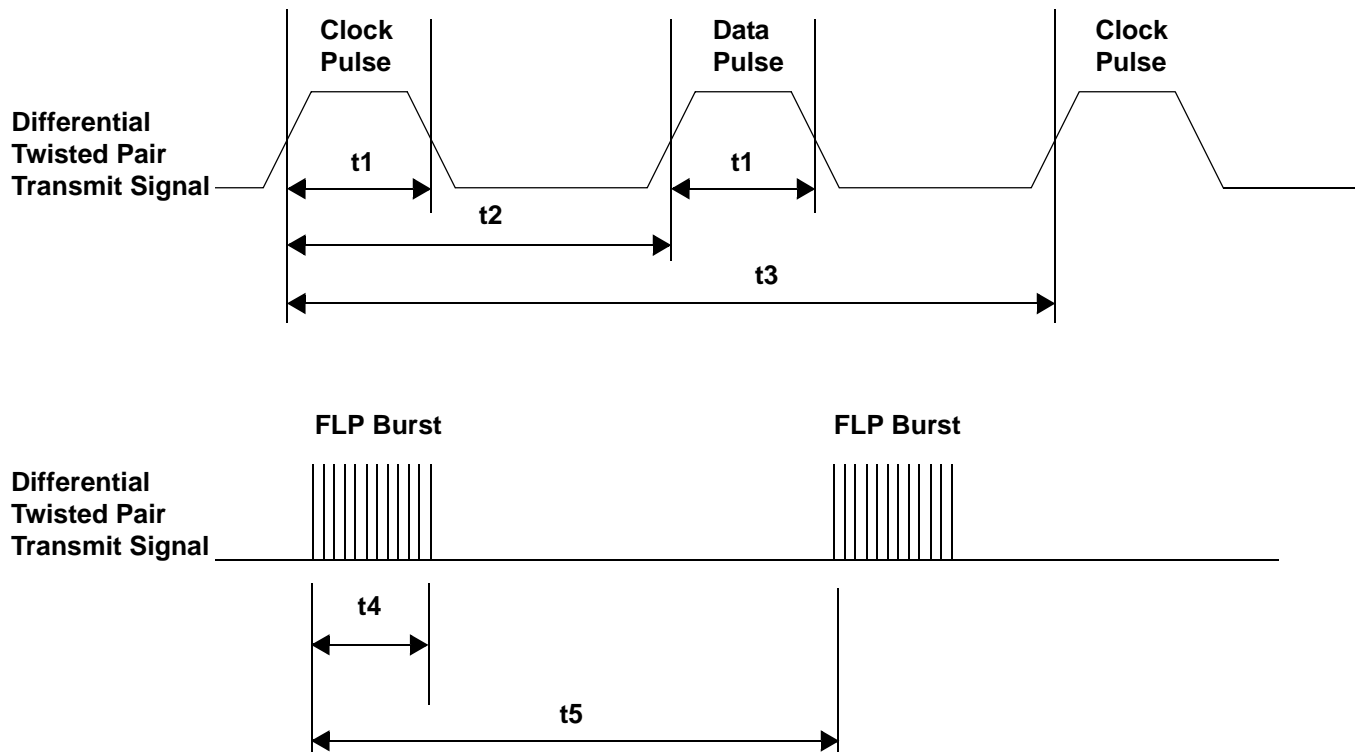 Clock
Pulse
Data
Pulse
Clock
Pulse
Differential
Twisted Pair
Transmit Signal
t1
t1
t2
t3
FLP Burst
FLP Burst
Differential
Twisted Pair
Transmit Signal
t4
t5